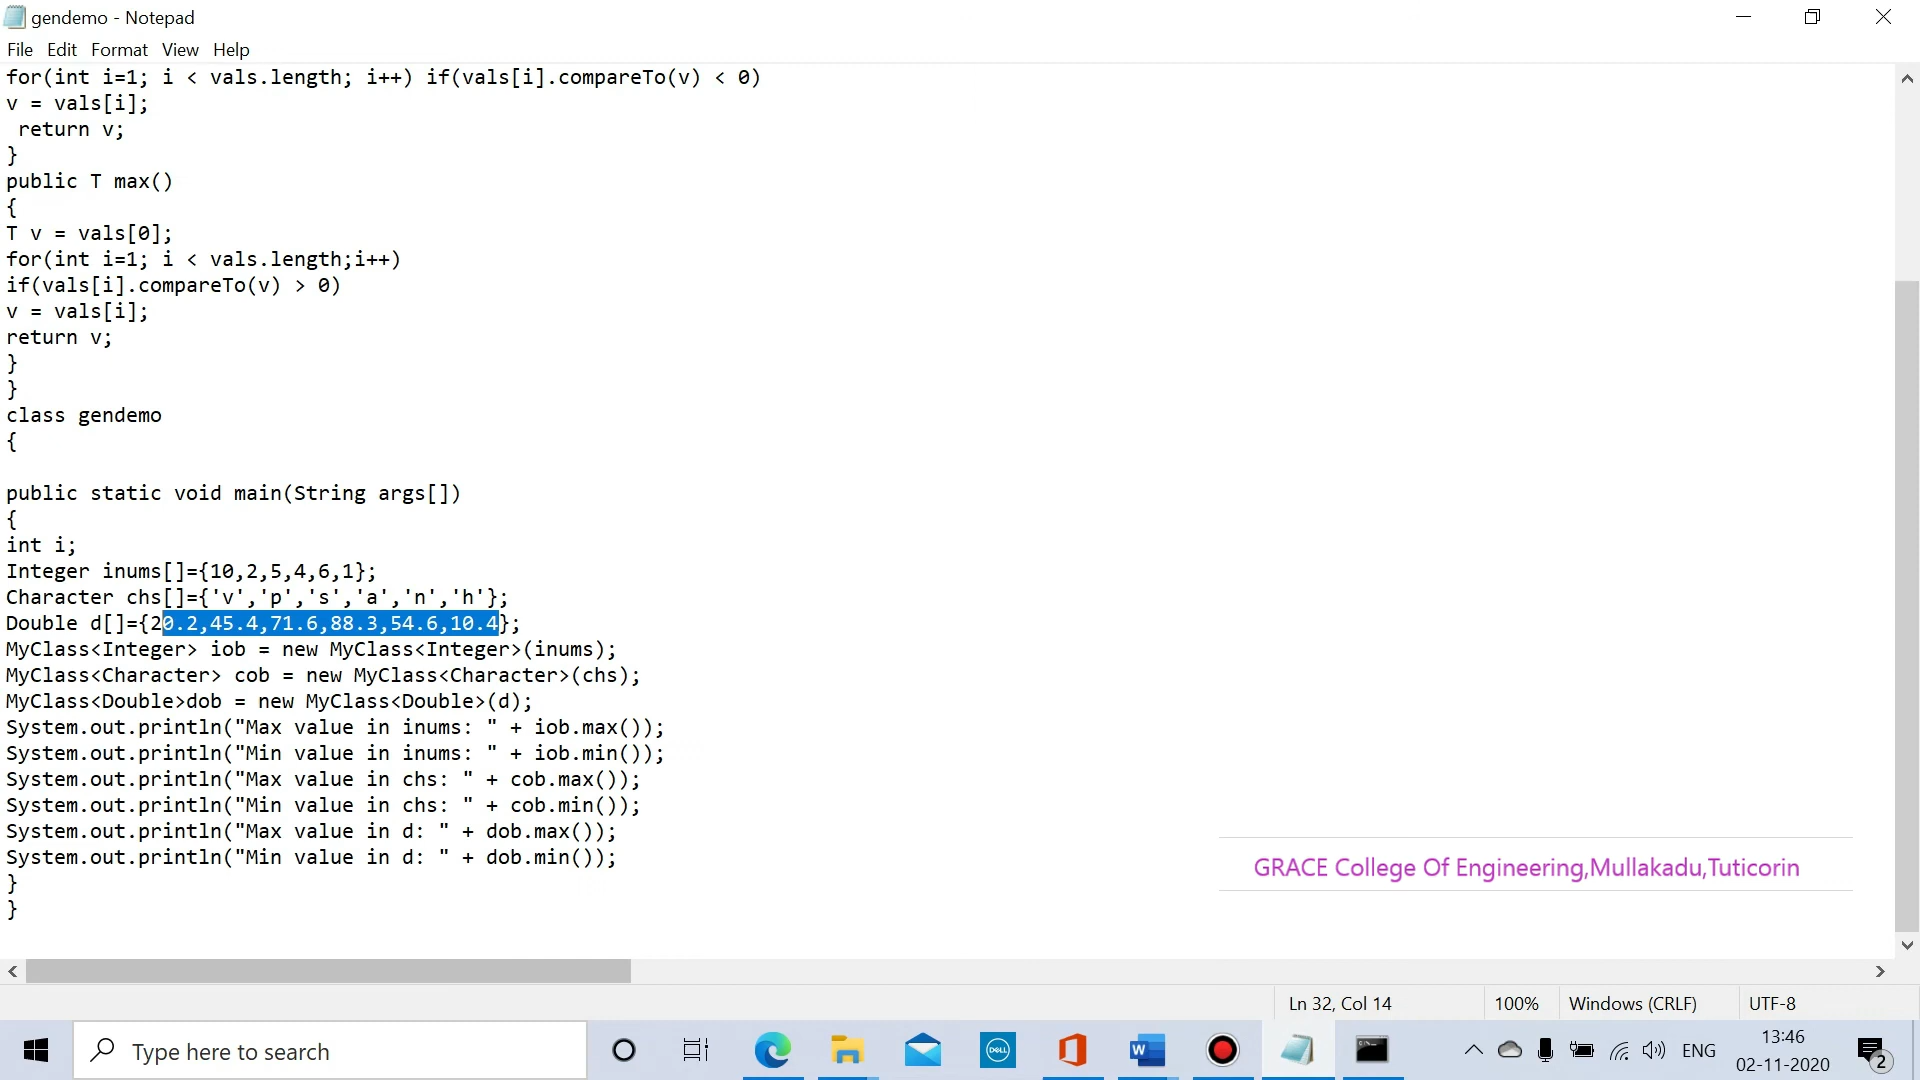 gendemo - Notepad
File Edit Format View Help
for(int i=1; i < vals.length; i++) if(vals[i].compareTo(v) < 0)
v = vals[i];
 return v;
}
public T max()
{
T v = vals[0];
for(int i=1; i < vals.length;i++)
if(vals[i].compareTo(v) > 0)
v = vals[i];
return v;
}
}
class gendemo
{
public static void main(String args[])
{
int i;
Integer inums[]={10,2,5,4,6,1};
Character chs[]={'v','p','s','a','n','h'};
Double d[]={20.2,45.4,71.6,88.3,54.6,10.4};
MyClass<Integer> iob = new MyClass<Integer>(inums);
MyClass<Character> cob = new MyClass<Character>(chs);
MyClass<Double>dob = new MyClass<Double>(d);
System.out.println("Max value in inums: " + iob.max());
System.out.println("Min value in inums: " + iob.min());
System.out.println("Max value in chs: " + cob.max());
System.out.println("Min value in chs: " + cob.min());
System.out.println("Max value in d: " + dob.max());
System.out.println("Min value in d: " + dob.min());
}
}
GRACE College Of Engineering,Mullakadu,Tuticorin
Ln 32, Col 14 100% Windows (CRLF) UTF-8
Type here to search
DELL
W
ENG
13:46
02-11-2020
2